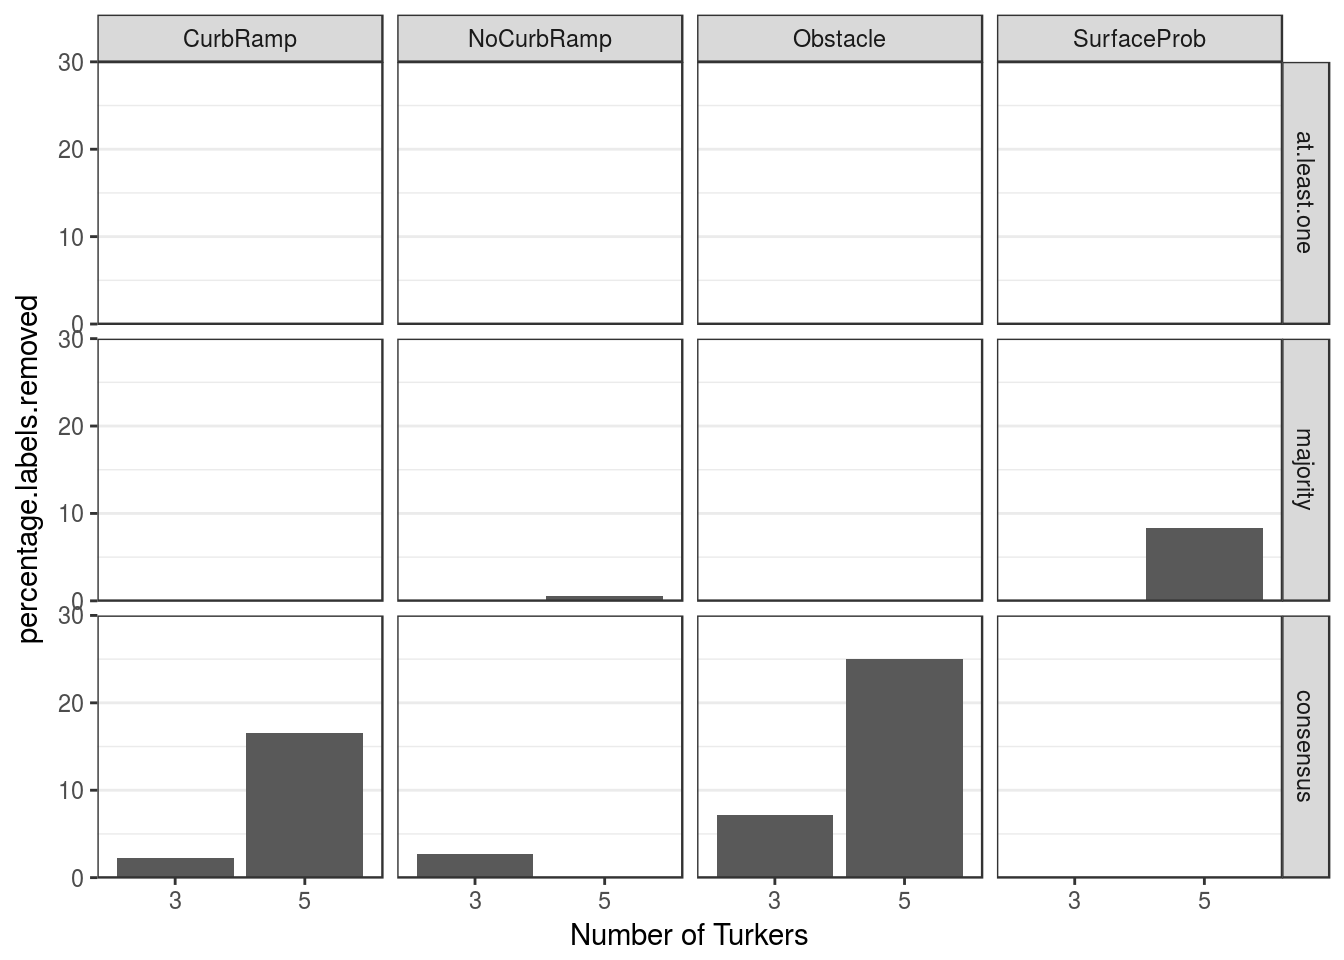 CurbRamp NoCurbRamp Obstacle SurfaceProb
30
20
10
0
at.least.one
30
20
10
0
majority
30
20
10
0
consensus
percentage.labels.removed
3 5 3 5 3 5 3 5
Number of Turkers